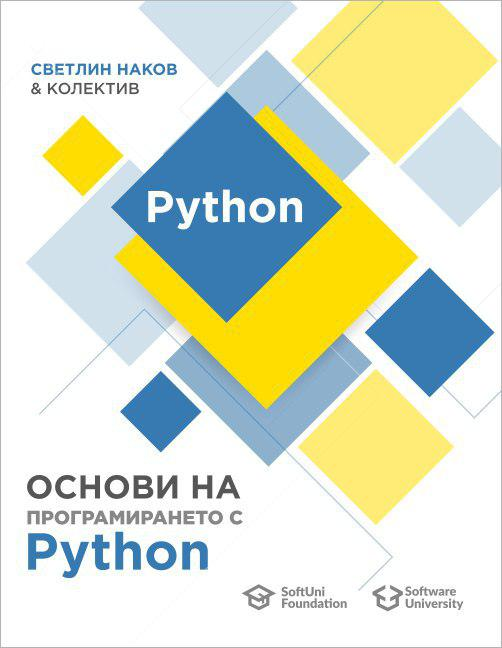 СВЕТЛИН НАКОВ
& КОЛЕКТИВ
Python
ОСНОВИ НА
ПРОГРАМИРАНЕТО С
Python
SoftUni
Foundation
Software
University